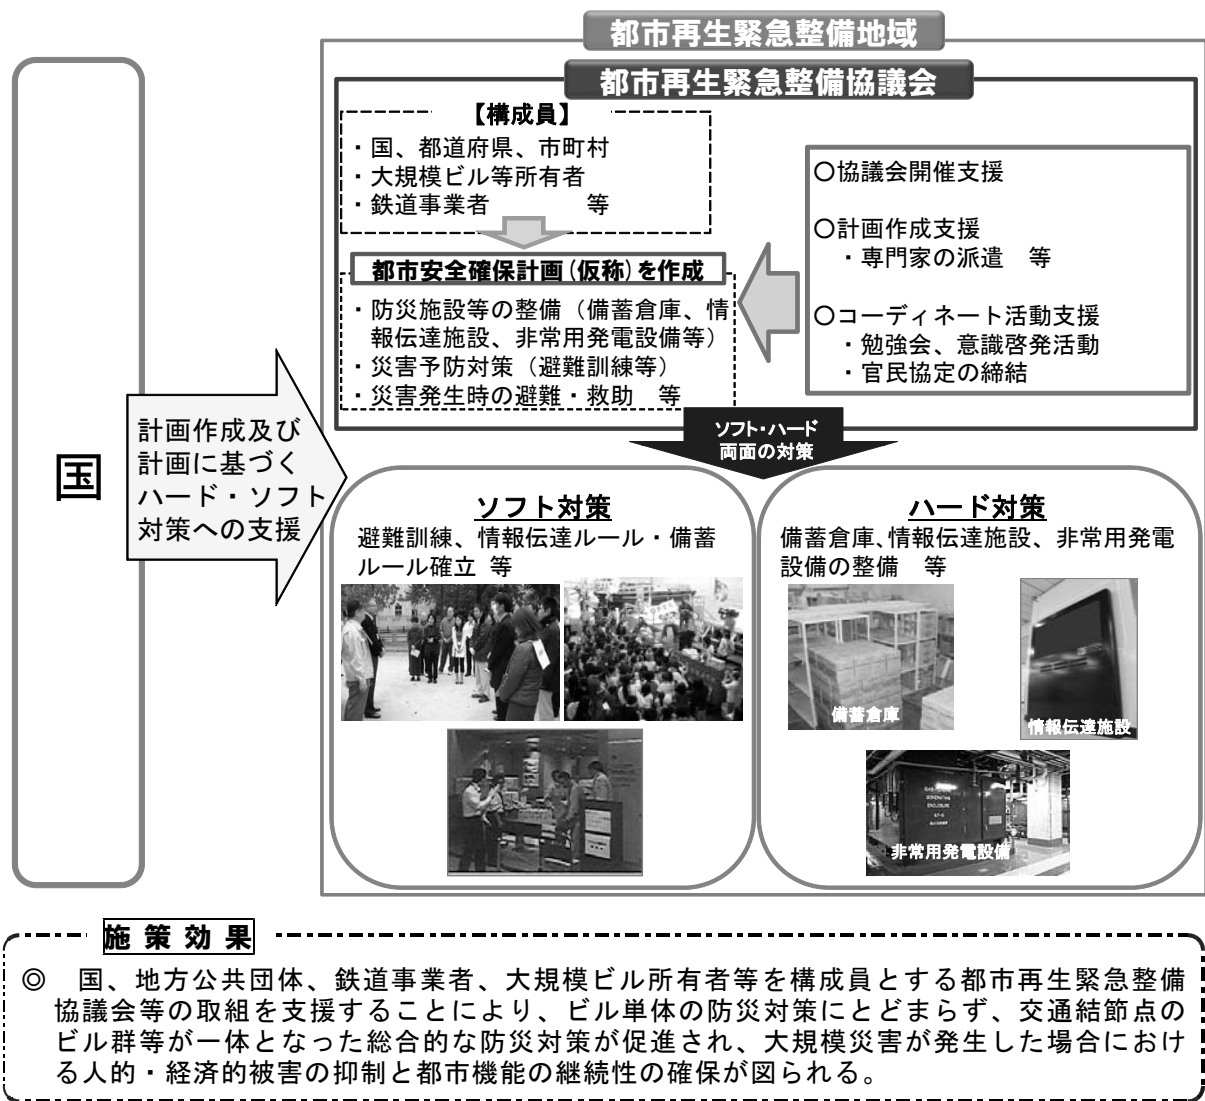 都市再生緊急整備地域
都市再生緊急整備協議会
【構成員】
・国、都道府県、市町村
・大規模ビル等所有者
・鉄道事業者　　　　等
都市安全確保計画(仮称)を作成
・防災施設等の整備（備蓄倉庫、情
報伝達施設、非常用発電設備等）
・災害予防対策（避難訓練等）
・災害発生時の避難・救助　等
〇協議会開催支援
〇計画作成支援
・専門家の派遣　等
〇コーディネート活動支援
・勉強会、意識啓発活動
・官民協定の締結
国
計画作成及び
計画に基づく
ハード・ソフト
対策への支援
ソフト・ハード
両面の対策
ソフト対策
避難訓練、情報伝達ルール・備蓄
ルール確立 等
ハード対策
備蓄倉庫、情報伝達施設、非常用発電
設備の整備　等
備蓄倉庫
情報伝達施設
非常用発電設備
施策効果
◎　国、地方公共団体、鉄道事業者、大規模ビル所有者等を構成員とする都市再生緊急整備
協議会等の取組を支援することにより、ビル単体の防災対策にとどまらず、交通結節点の
ビル群等が一体となった総合的な防災対策が促進され、大規模災害が発生した場合におけ
る人的・経済的被害の抑制と都市機能の継続性の確保が図られる。